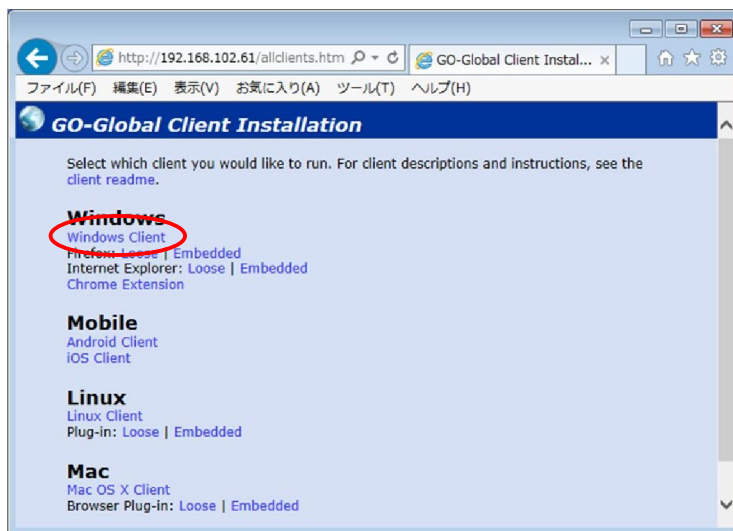 http://192.168.102.61/allclients.htm
GO-Global Client Instal...
ファイル(F) 編集(E) 表示(V) お気に入り(A) ツール(T) ヘルプ(H)
GO-Global Client Installation
Select which client you would like to run. For client descriptions and instructions, see the
client readme.
Windows
Windows Client
Firefox: Loose | Embedded
Internet Explorer: Loose | Embedded
Chrome Extension
Mobile
Android Client
iOS Client
Linux
Linux Client
Plug-in: Loose | Embedded
Mac
Mac OS X Client
Browser Plug-in: Loose | Embedded